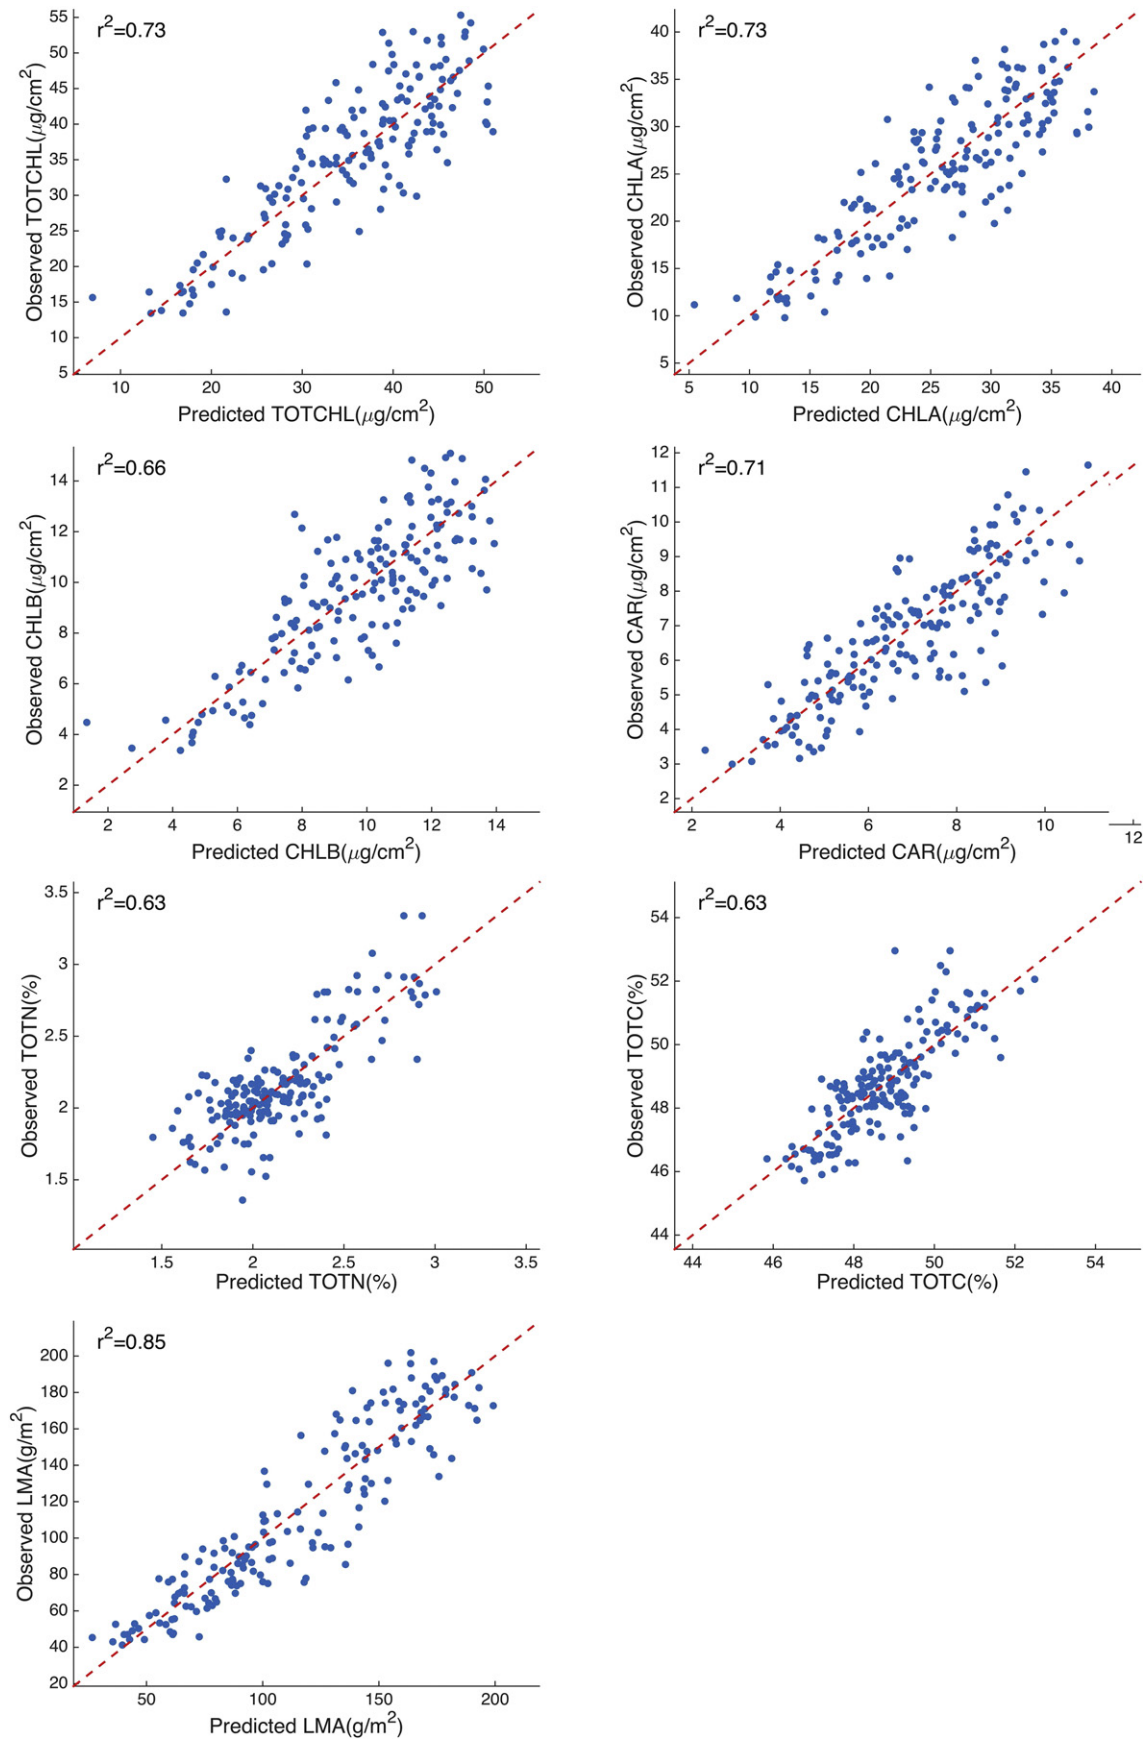 r²=0.73
55
50
45
40
35
30
25
20
15
10
5
10 20 30 40 50
Observed TOTCHL(μg/cm²)
Predicted TOTCHL(μg/cm²)
r²=0.73
40
35
30
25
20
15
10
5
5 10 15 20 25 30 35 40
Observed CHLA(μg/cm²)
Predicted CHLA(μg/cm²)
r²=0.66
14
12
10
8
6
4
2
2 4 6 8 10 12 14
Observed CHLB(μg/cm²)
Predicted CHLB(μg/cm²)
r²=0.71
12
11
10
9
8
7
6
5
4
3
2
2 4 6 8 10 12
Observed CAR(μg/cm²)
Predicted CAR(μg/cm²)
r²=0.63
3.5
3
2.5
2
1.5
1.5 2 2.5 3 3.5
Observed TOTN(%)
Predicted TOTN(%)
r²=0.63
54
52
50
48
46
44
44 46 48 50 52 54
Observed TOTC(%)
Predicted TOTC(%)
r²=0.85
200
180
160
140
120
100
80
60
40
20
50 100 150 200
Observed LMA(g/m²)
Predicted LMA(g/m²)